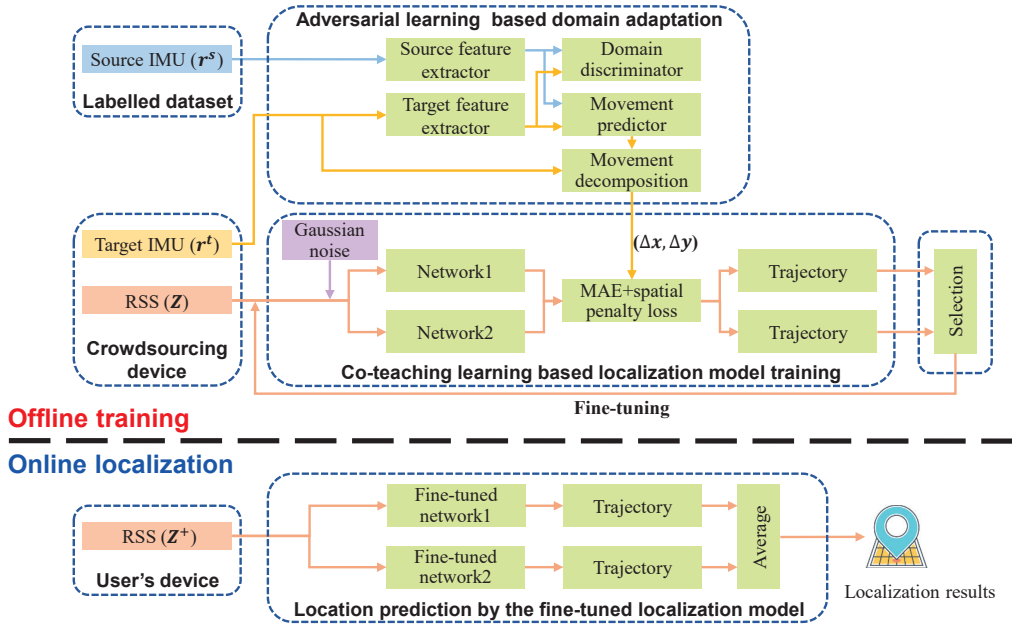 Adversarial learning based domain adaptation
Source IMU (r^s)
Labelled dataset
Source feature
extractor
Domain
discriminator
Target feature
extractor
Movement
predictor
Movement
decomposition
Target IMU (r^t)
RSS (Z)
Crowdsourcing
device
Gaussian
noise
(Δx, Δy)
Network1
Network2
MAE+spatial
penalty loss
Trajectory
Trajectory
Selection
Co-teaching learning based localization model training
Fine-tuning
Offline training
Online localization
RSS (Z⁺)
User's device
Fine-tuned
network1
Fine-tuned
network2
Trajectory
Trajectory
Average
Location prediction by the fine-tuned localization model
Localization results